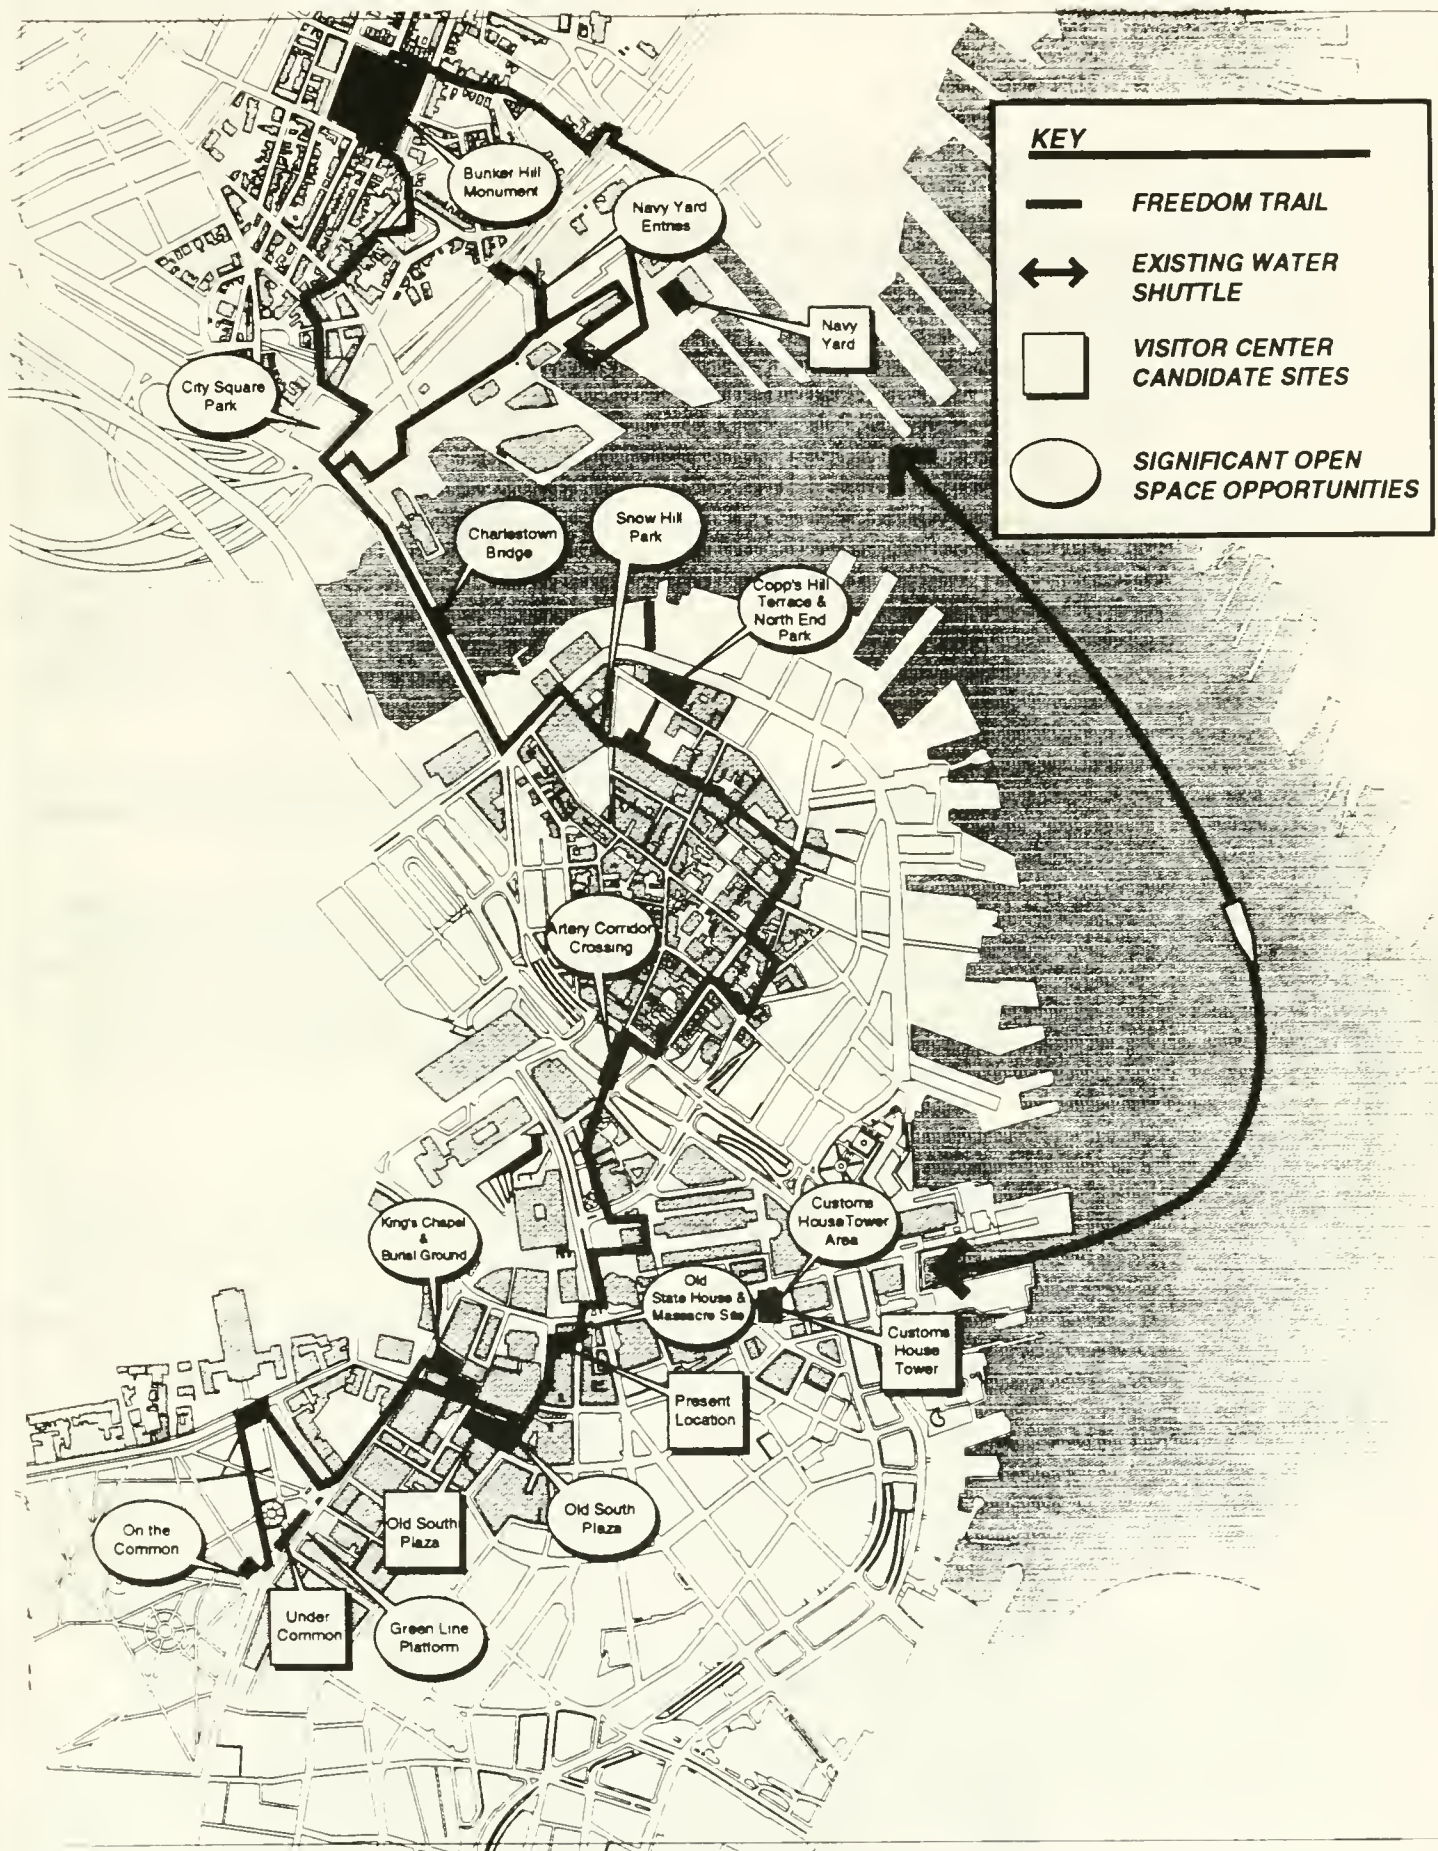 KEY
FREEDOM TRAIL
EXISTING WATER
SHUTTLE
VISITOR CENTER
CANDIDATE SITES
SIGNIFICANT OPEN
SPACE OPPORTUNITIES
Bunker Hill
Monument
Navy Yard
Entries
Navy
Yard
City Square
Park
Charlestown
Bridge
Snow Hill
Park
Copp's Hill
Terrace &
North End
Park
Artery Corridor
Crossing
King's Chapel
&
Burial Ground
Customs
House Tower
Area
Old
State House &
Massacre Site
Customs
House
Tower
Present
Location
Old South
Plaza
Old South
Plaza
On the
Common
Under
Common
Green Line
Platform